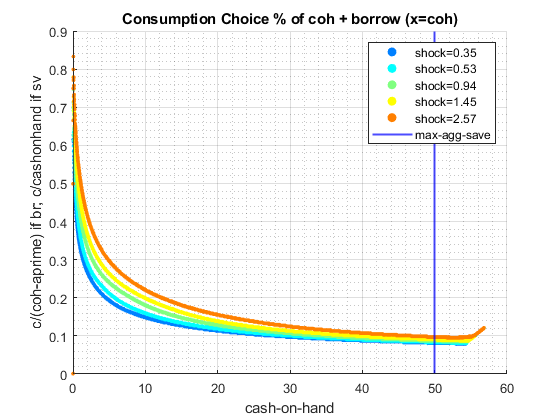 Consumption Choice % of coh + borrow (x=coh)
c/(coh-aprime) if br, c/cashonhand if sv
0.9
0.8
0.7
0.6
0.5
0.4
0.3
0.2
0.1
0
shock=0.35
shock=0.53
shock=0.94
shock=1.45
shock=2.57
max-agg-save
0 10 20 30 40 50 60
cash-on-hand